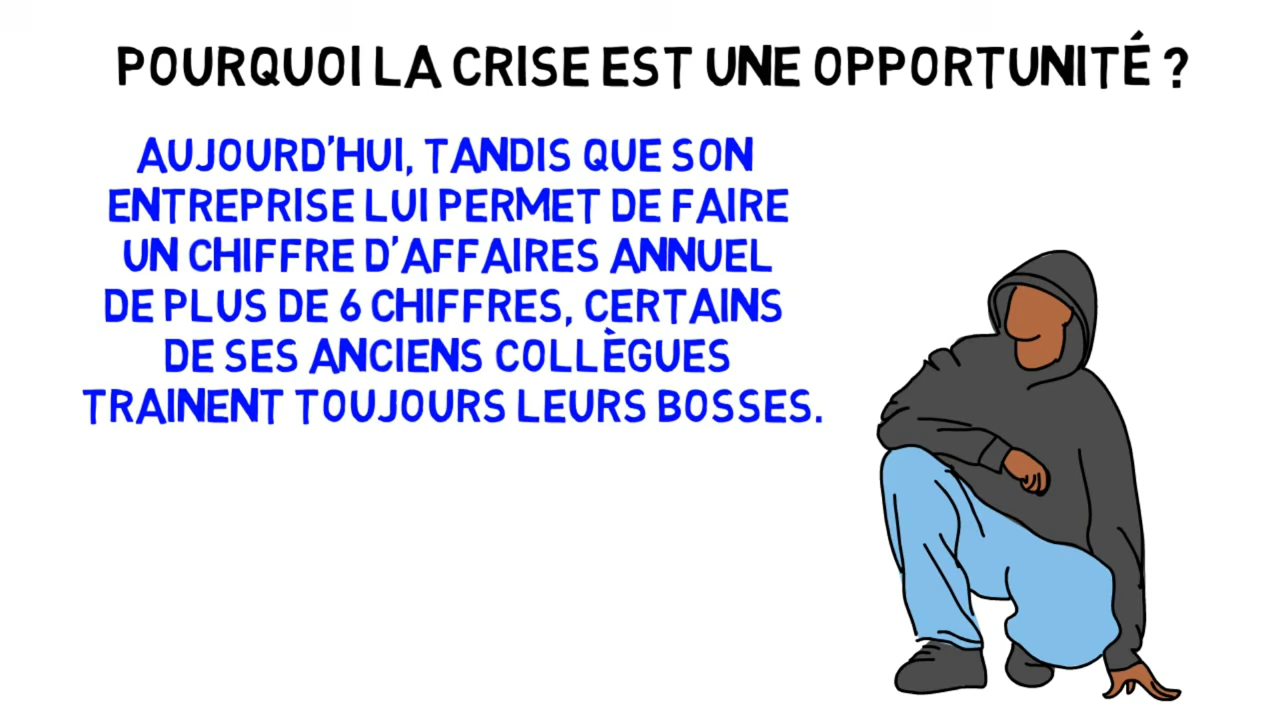 POURQUOI LA CRISE EST UNE OPPORTUNITÉ ?
AUJOURD'HUI, TANDIS QUE SON
ENTREPRISE LUI PERMET DE FAIRE
UN CHIFFRE D'AFFAIRES ANNUEL
DE PLUS DE 6 CHIFFRES, CERTAINS
DE SES ANCIENS COLLÈGUES
TRAINENT TOUJOURS LEURS BOSSES.